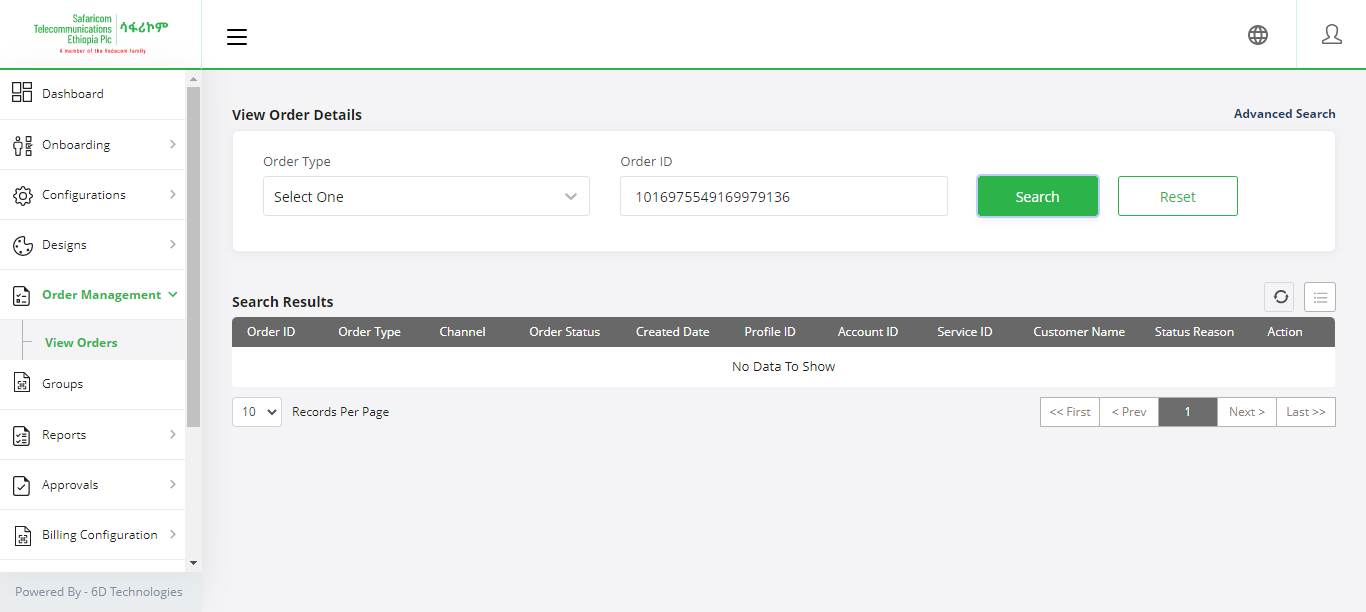 Safaricom
Telecommunications
Ethiopia Plc
ሳፋሪኮም
A member of the Vodacom family
Dashboard
Onboarding
Configurations
Designs
Order Management
View Orders
Groups
Reports
Approvals
Billing Configuration
Powered By - 6D Technologies
View Order Details
Advanced Search
Order Type
Order ID
Select One
1016975549169979136
Search
Reset
Search Results
Order ID Order Type Channel Order Status Created Date Profile ID Account ID Service ID Customer Name Status Reason Action
No Data To Show
10 Records Per Page
<< First < Prev 1 Next > Last >>